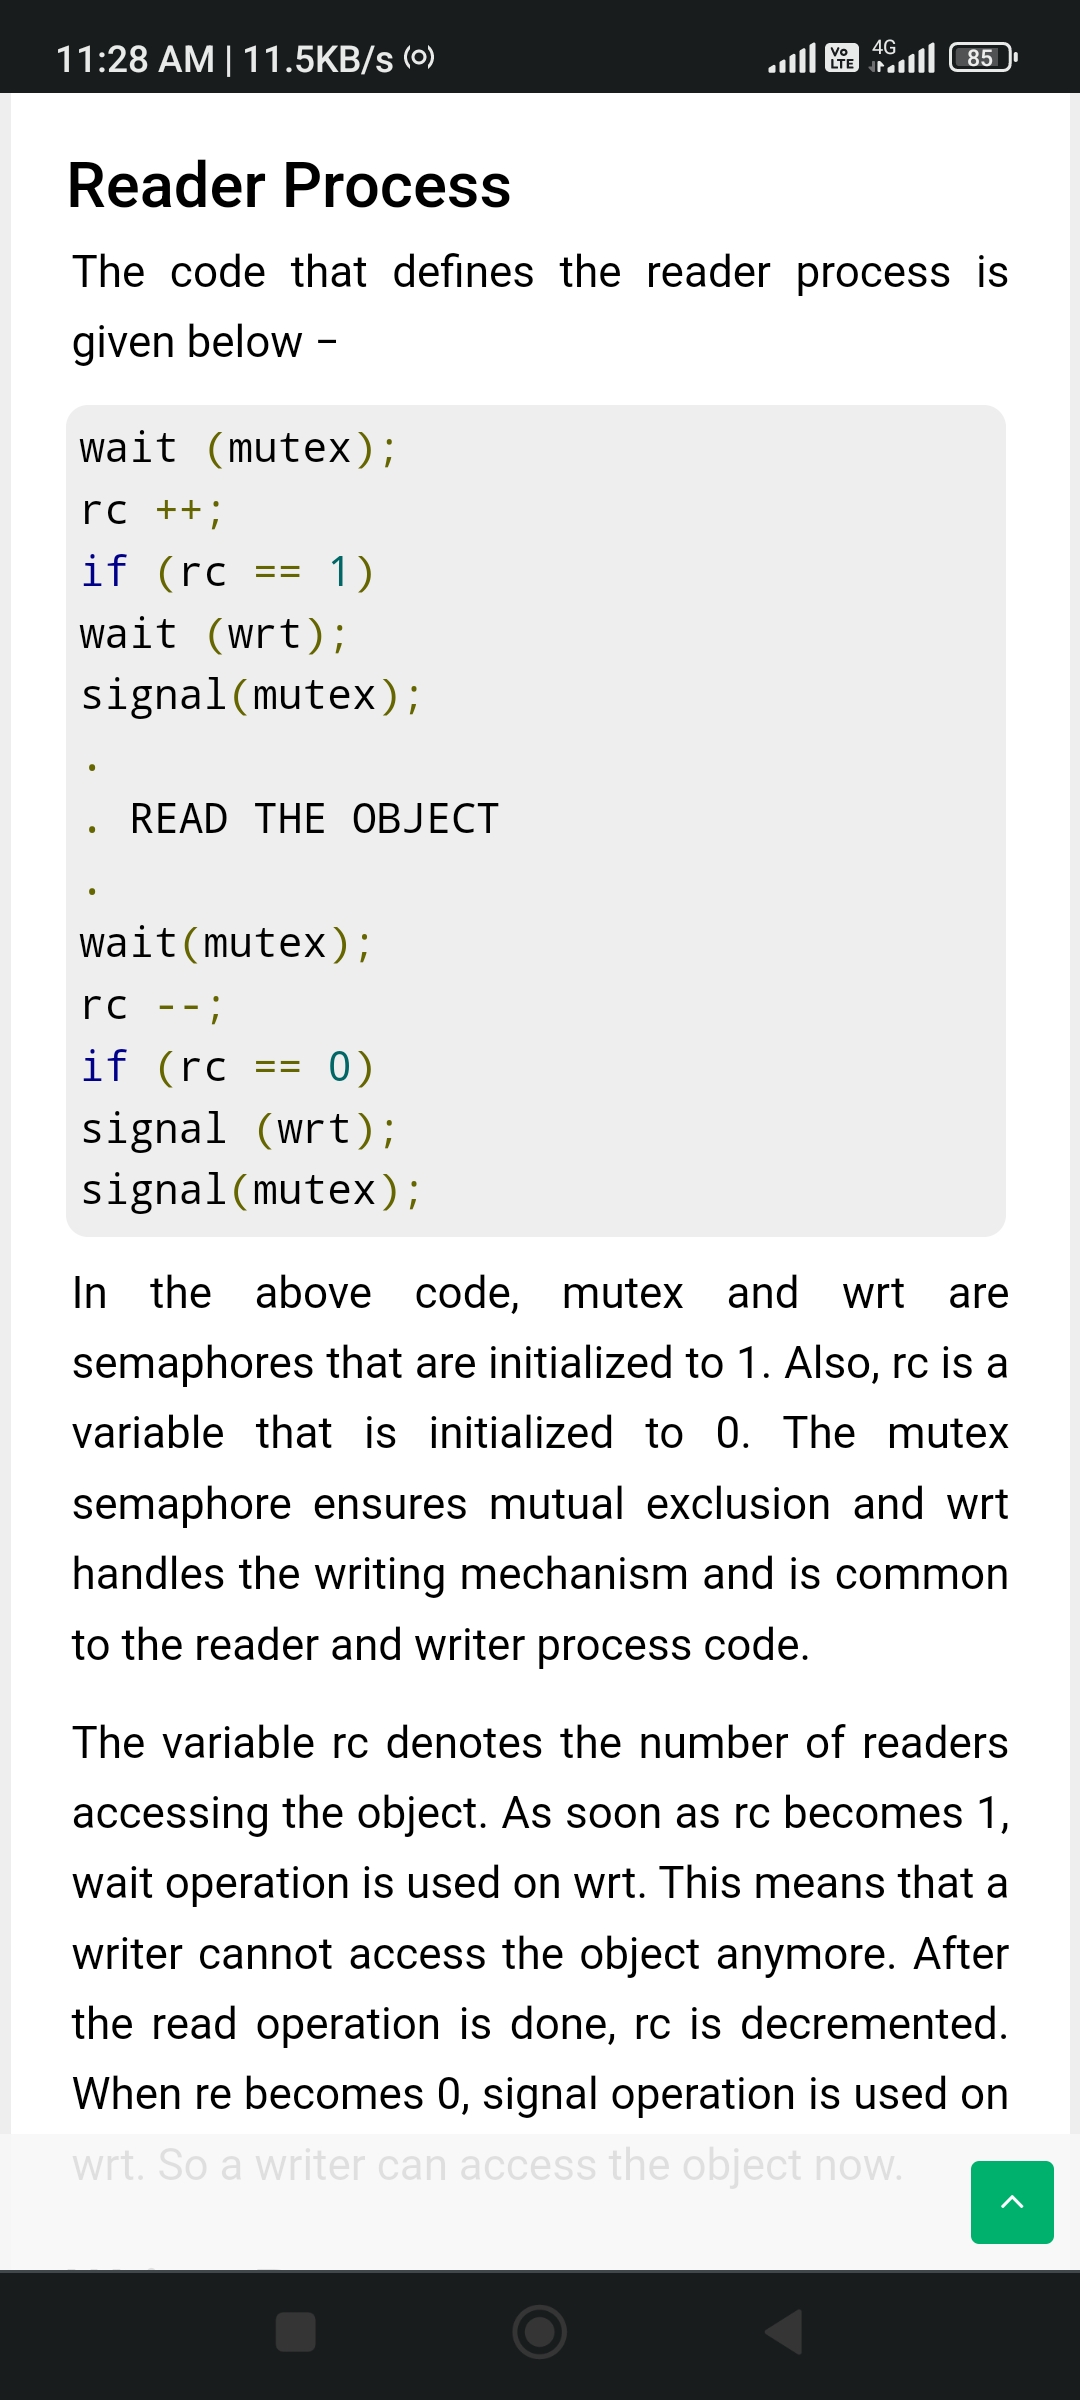 11:28 AM | 11.5KB/s
Vo LTE 4G 85
Reader Process
The code that defines the reader process is
given below –
wait (mutex);
rc ++;
if (rc == 1)
wait (wrt);
signal(mutex);
.
. READ THE OBJECT
.
wait(mutex);
rc --;
if (rc == 0)
signal (wrt);
signal(mutex);
In the above code, mutex and wrt are
semaphores that are initialized to 1. Also, rc is a
variable that is initialized to 0. The mutex
semaphore ensures mutual exclusion and wrt
handles the writing mechanism and is common
to the reader and writer process code.
The variable rc denotes the number of readers
accessing the object. As soon as rc becomes 1,
wait operation is used on wrt. This means that a
writer cannot access the object anymore. After
the read operation is done, rc is decremented.
When re becomes 0, signal operation is used on
wrt. So a writer can access the object now.